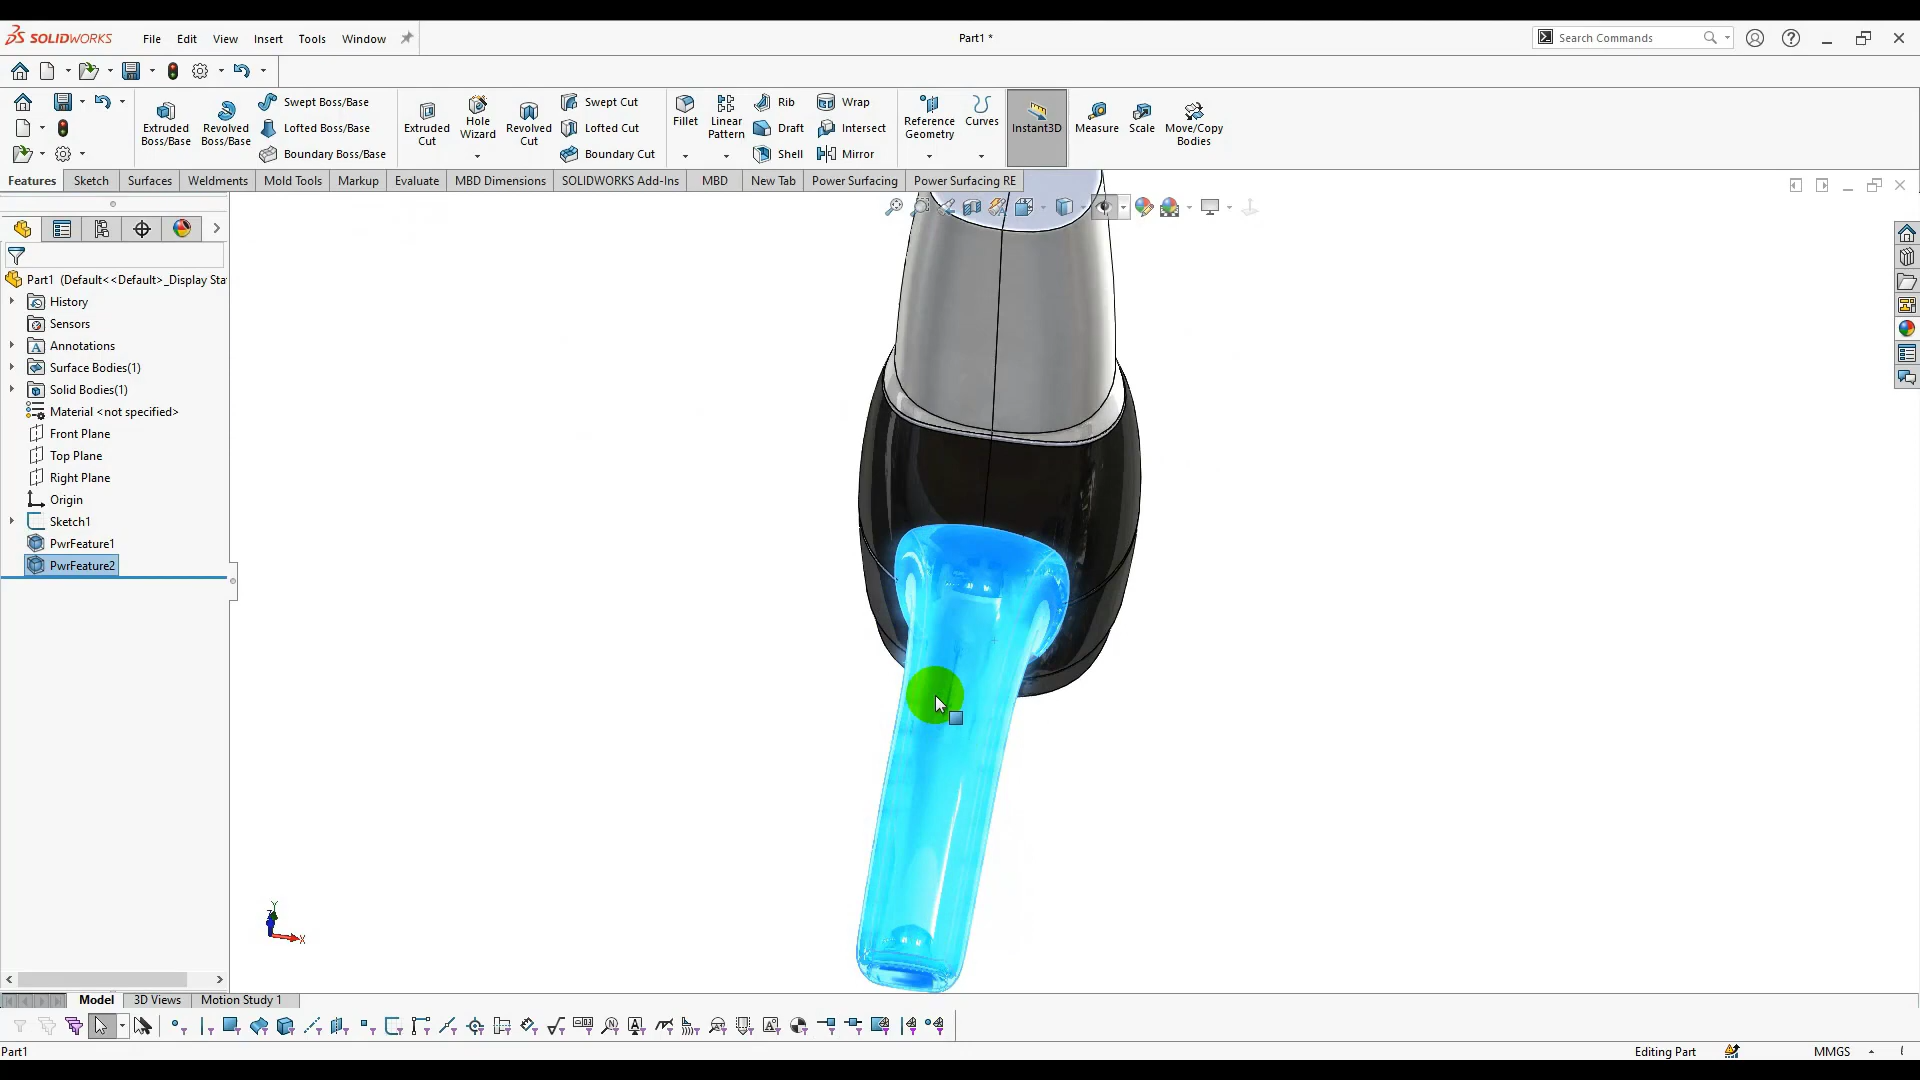 SOLIDWORKS File Edit View Insert Tools Window Part1 * Search Commands
Extruded Boss/Base
Revolved Boss/Base
Swept Boss/Base
Lofted Boss/Base
Boundary Boss/Base
Extruded Cut
Hole Wizard
Revolved Cut
Swept Cut
Lofted Cut
Boundary Cut
Fillet
Linear Pattern
Rib
Draft
Shell
Wrap
Intersect
Mirror
Reference Geometry
Curves
Instant3D
Measure
Scale
Move/Copy Bodies
Features Sketch Surfaces Weldments Mold Tools Markup Evaluate MBD Dimensions SOLIDWORKS Add-Ins MBD New Tab Power Surfacing Power Surfacing RE
Part1 (Default<<Default>_Display Sta
History
Sensors
Annotations
Surface Bodies(1)
Solid Bodies(1)
Material <not specified>
Front Plane
Top Plane
Right Plane
Origin
Sketch1
PwrFeature1
PwrFeature2
Y
X
Model 3D Views Motion Study 1
Part1 Editing Part MMGS